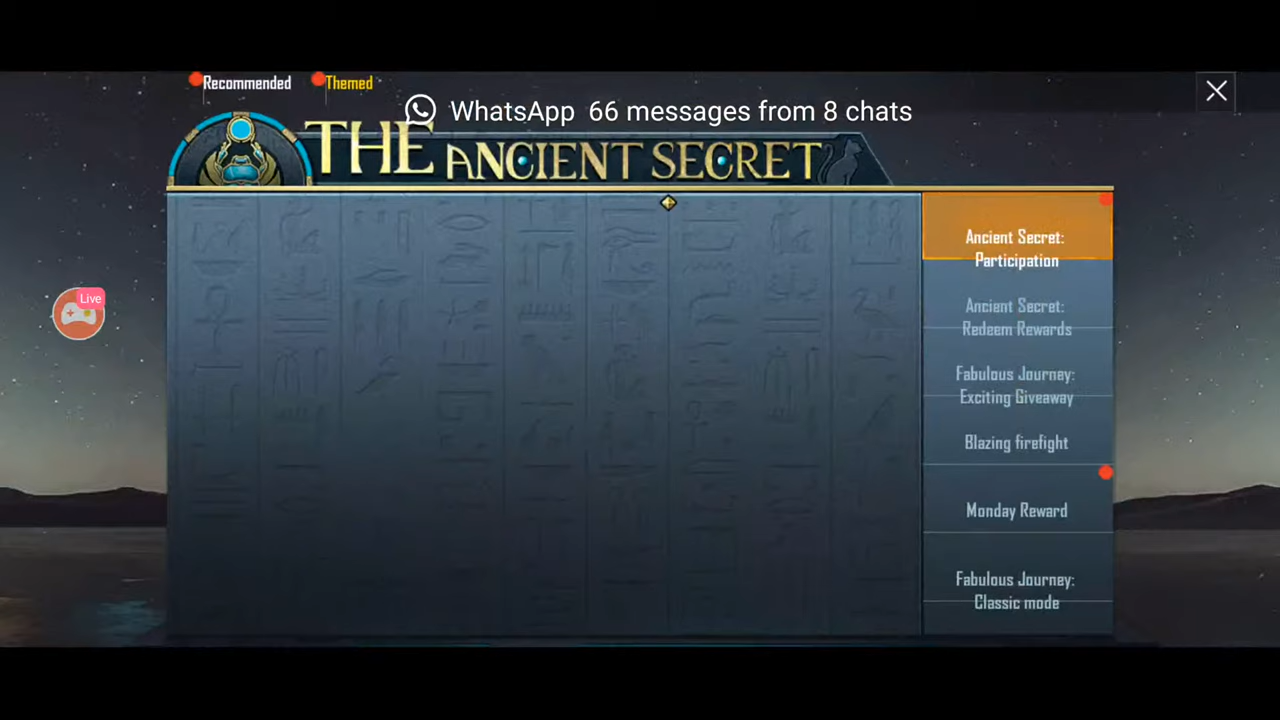 Recommended
Themed
WhatsApp 66 messages from 8 chats
THE ANCIENT SECRET
Live
Ancient Secret:
Participation
Ancient Secret:
Redeem Rewards
Fabulous Journey:
Exciting Giveaway
Blazing firefight
Monday Reward
Fabulous Journey:
Classic mode